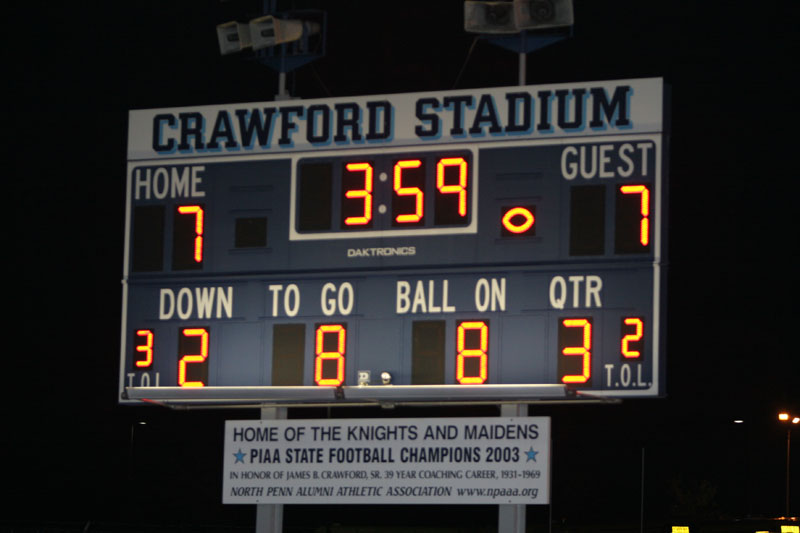 CRAWFORD STADIUM
HOME 3:59 GUEST
7 7
DAKTRONICS
DOWN TO GO BALL ON QTR
3 2 8 8 3 2
T.O.L. T.O.L.
HOME OF THE KNIGHTS AND MAIDENS
PIAA STATE FOOTBALL CHAMPIONS 2003
IN HONOR OF JAMES B. CRAWFORD, SR. 39 YEAR COACHING CAREER, 1931-1969
NORTH PENN ALUMNI ATHLETIC ASSOCIATION www.npaaa.org